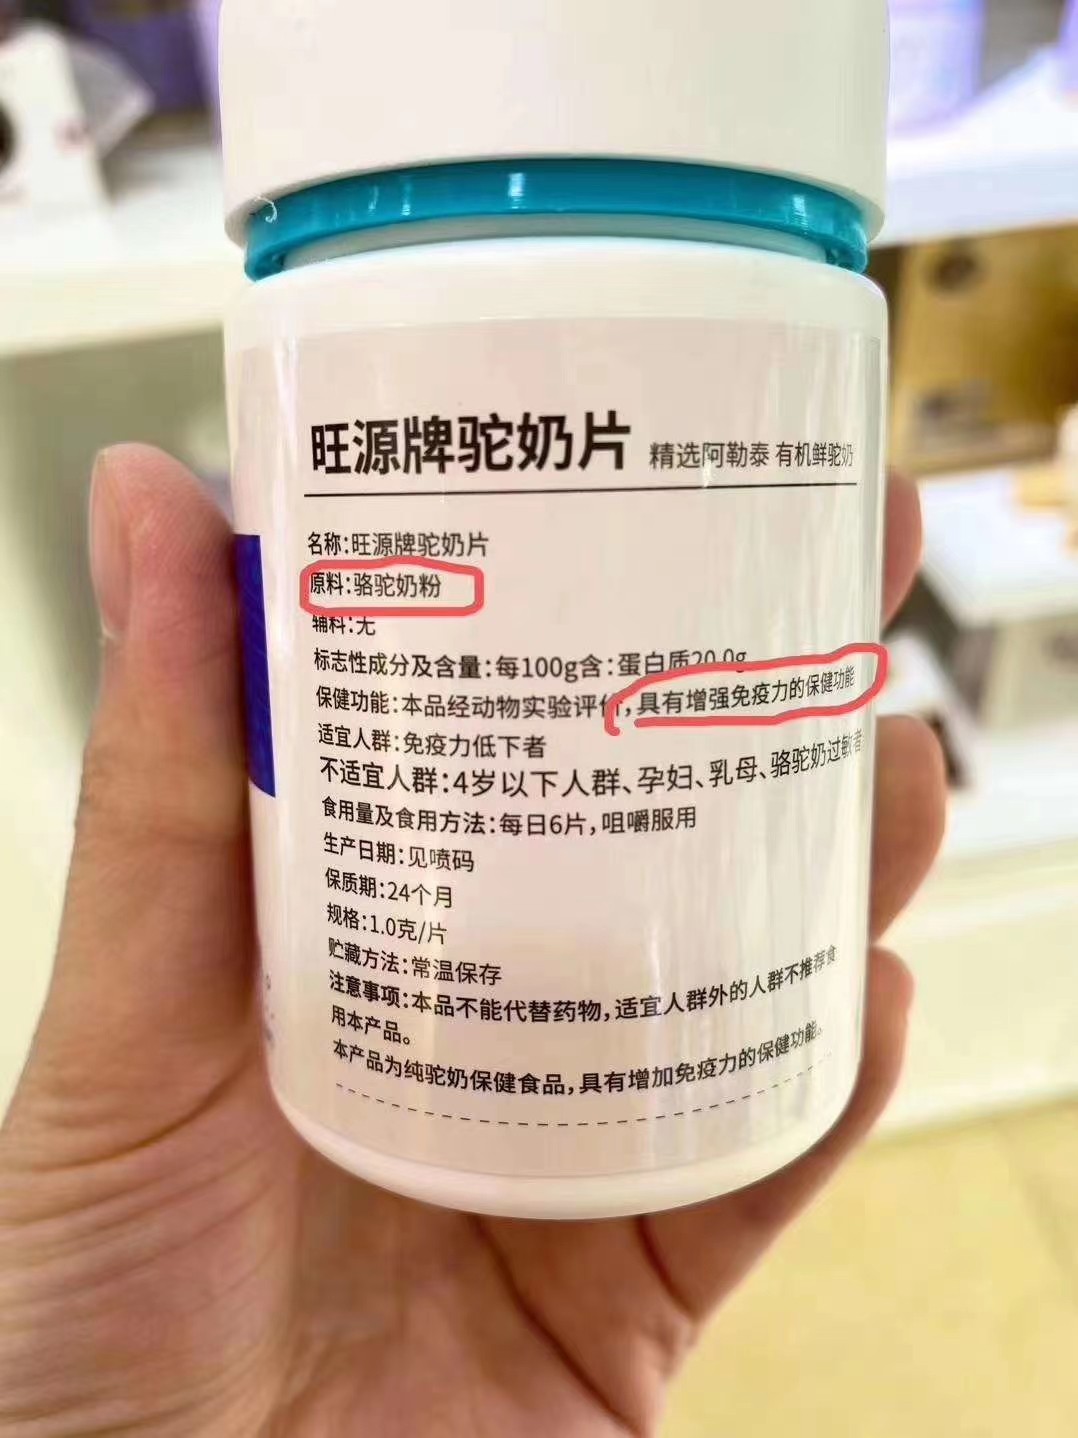 旺源牌驼奶片 精选阿勒泰 有机鲜驼奶
名称:旺源牌驼奶片
原料:骆驼奶粉
辅料:无
标志性成分及含量:每100g含:蛋白质20.0g
保健功能:本品经动物实验评价,具有增强免疫力的保健功能
适宜人群:免疫力低下者
不适宜人群:4岁以下人群、孕妇、乳母、骆驼奶过敏者
食用量及食用方法:每日6片,咀嚼服用
生产日期:见喷码
保质期:24个月
规格:1.0克/片
贮藏方法:常温保存
注意事项:本品不能代替药物,适宜人群外的人群不推荐食
用本产品。
本产品为纯驼奶保健食品,具有增加免疫力的保健功能。